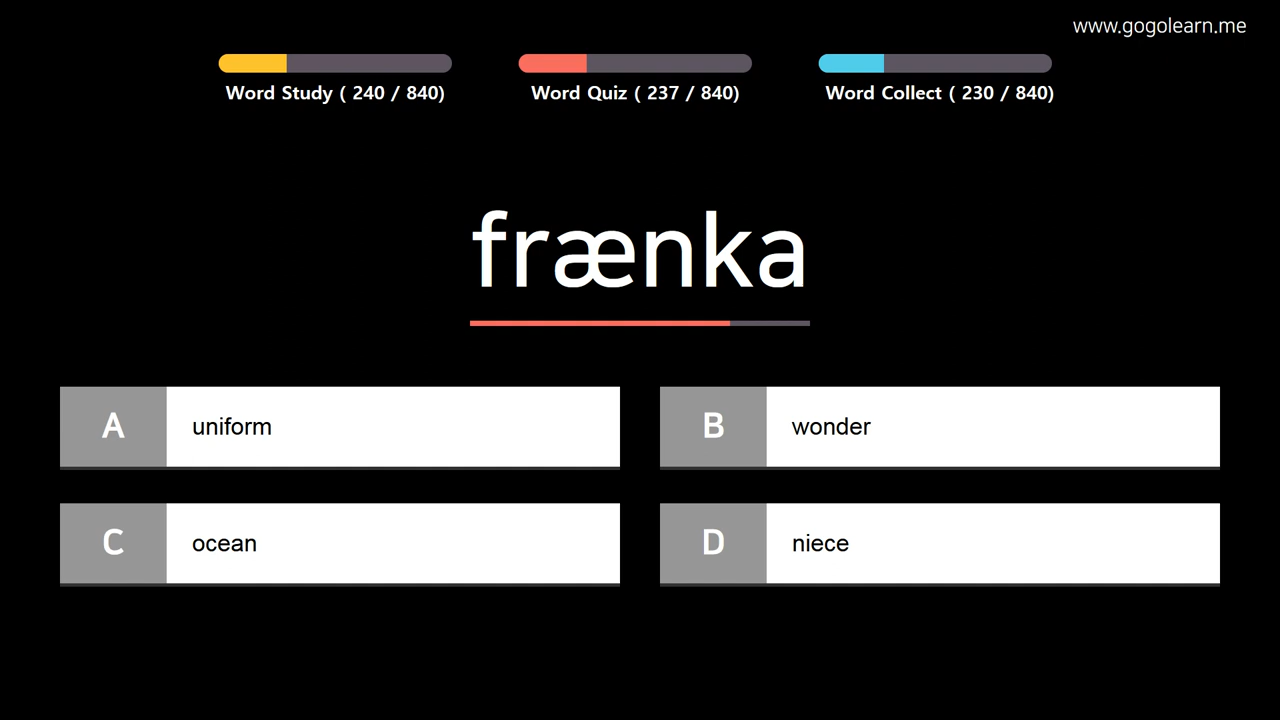 www.gogolearn.me
Word Study ( 240 / 840)
Word Quiz ( 237 / 840)
Word Collect ( 230 / 840)
frænka
A uniform
B wonder
C ocean
D niece